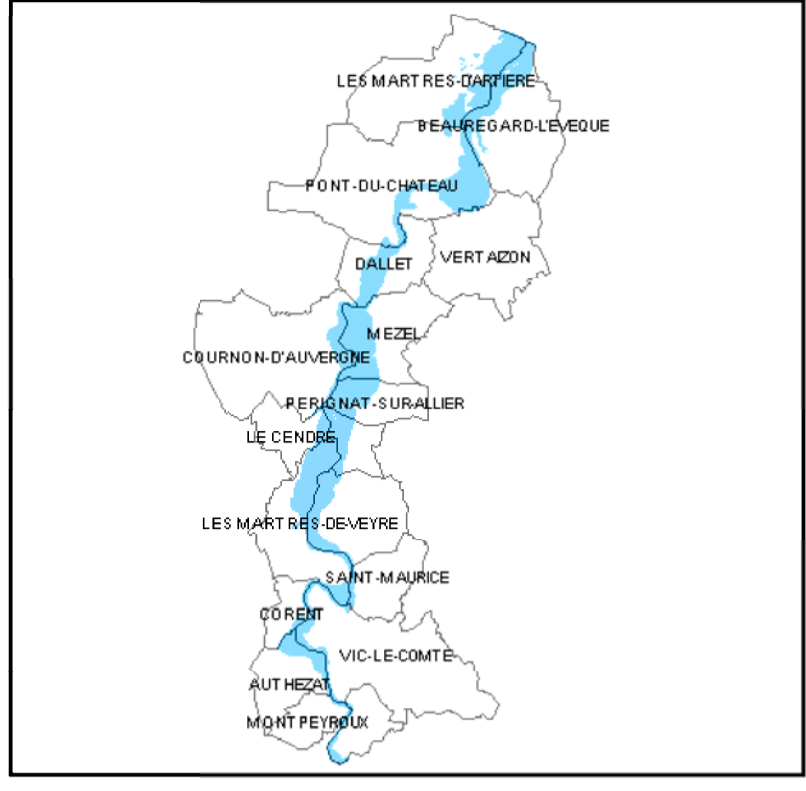 LES MARTRES-D'ARTIERE
BEAUREGARD-L'EVEQUE
PONT-DU-CHATEAU
VERTAIZON
DALLET
MEZEL
COURNON-D'AUVERGNE
PERIGNAT-SUR-ALLIER
LE CENDRE
LES MARTRES-DE-VEYRE
SAINT-MAURICE
CORENT
VIC-LE-COMTE
AUTHEZAT
MONTPEYROUX